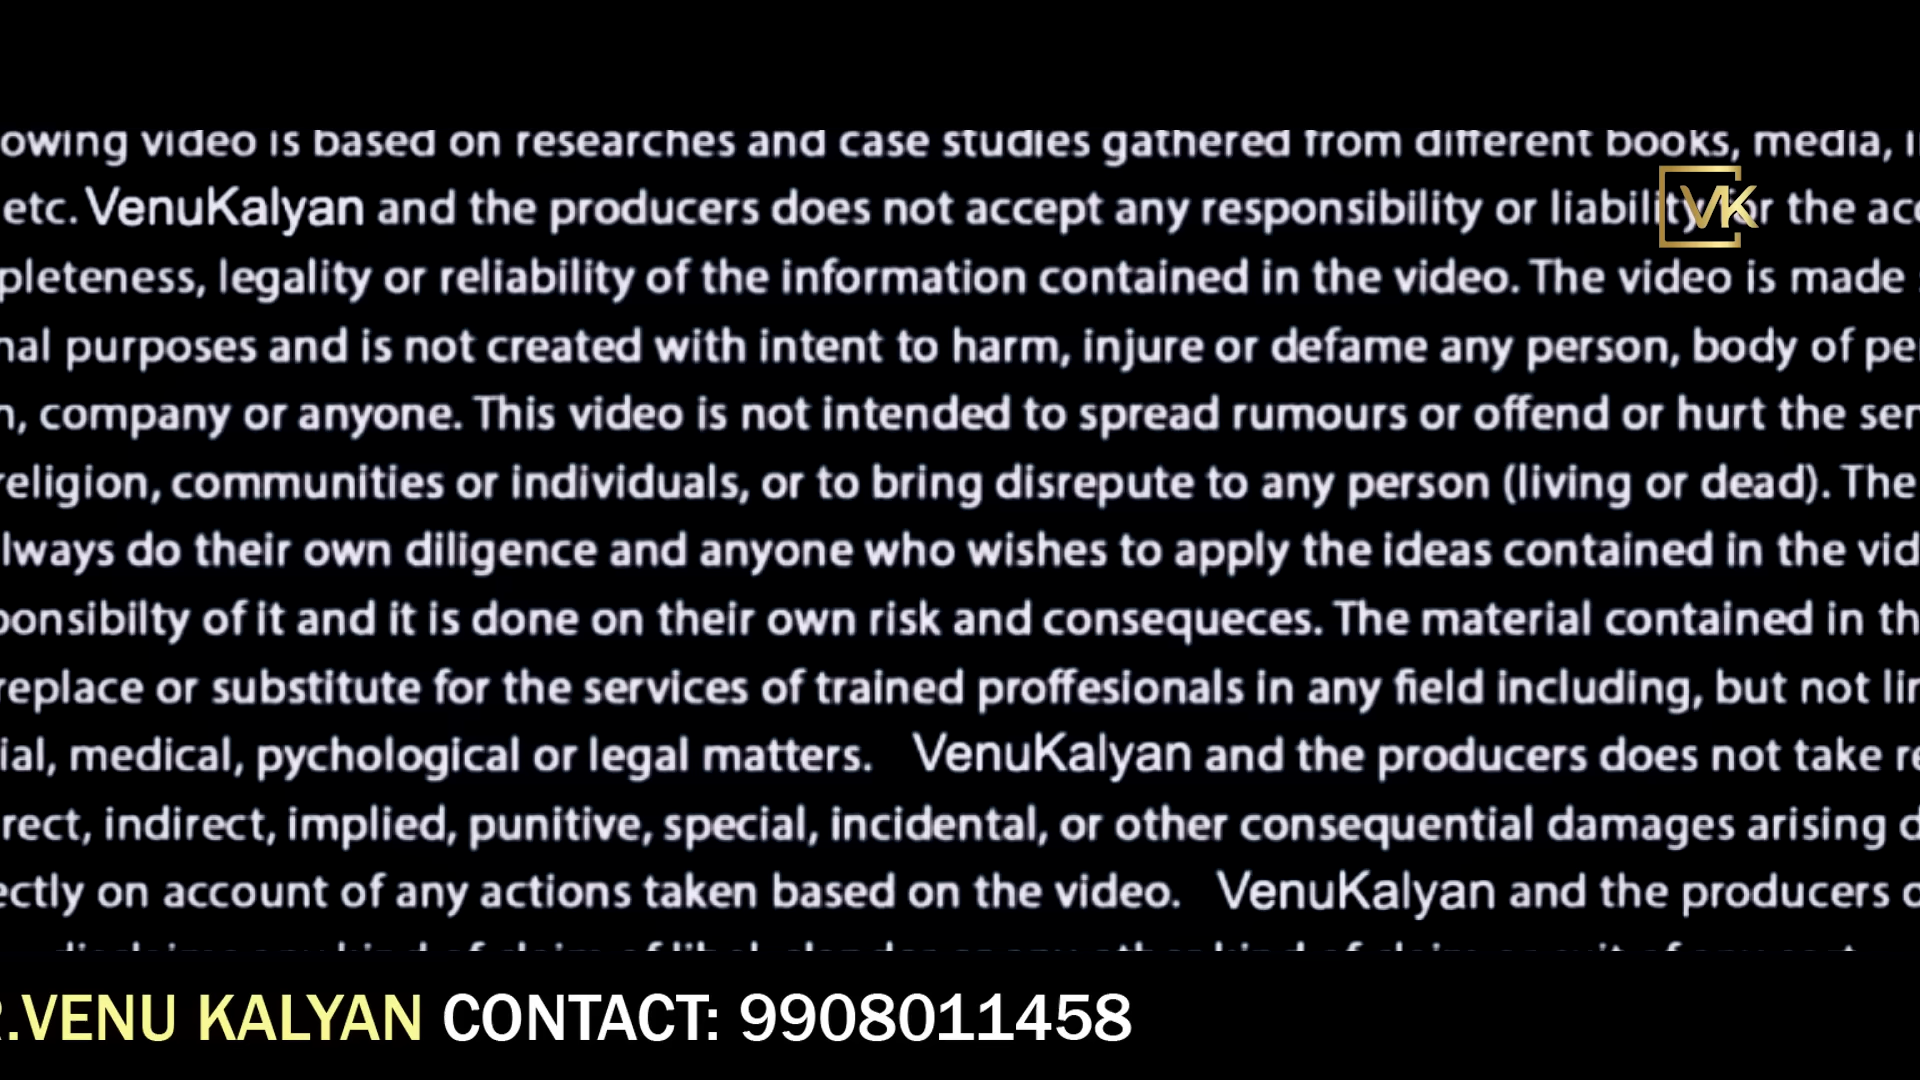 owing video is based on researches and case studies gathered from different books, media,
etc. VenuKalyan and the producers does not accept any responsibility or liability for the
pleteness, legality or reliability of the information contained in the video. The video is made
nal purposes and is not created with intent to harm, injure or defame any person, body of
company or anyone. This video is not intended to spread rumours or offend or hurt the
religion, communities or individuals, or to bring disrepute to any person (living or dead). The
lways do their own diligence and anyone who wishes to apply the ideas contained in the vid
ponsibilty of it and it is done on their own risk and consequeces. The material contained in
replace or substitute for the services of trained proffesionals in any field including, but not
ial, medical, pychological or legal matters. VenuKalyan and the producers does not take
rect, indirect, implied, punitive, special, incidental, or other consequential damages arising
ectly on account of any actions taken based on the video. VenuKalyan and the producers
VK
R.VENU KALYAN CONTACT: 9908011458